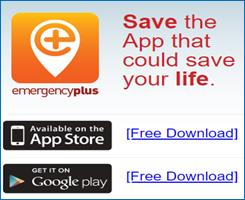 Save the
App that
could save
your life.
emergencyplus
Available on the
App Store
[Free Download]
GET IT ON
Google play
[Free Download]